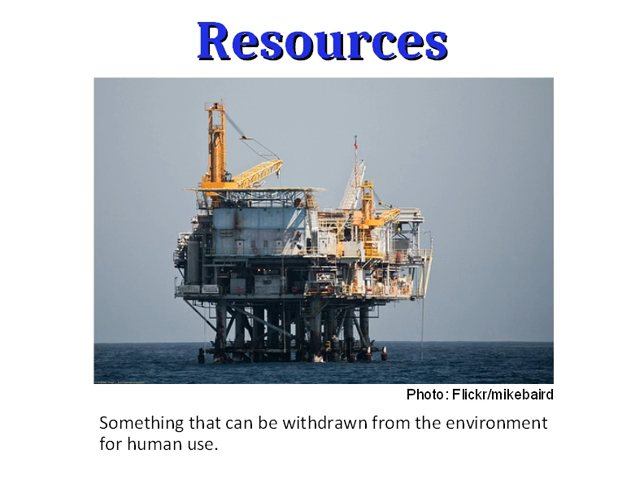 Resources
Photo: Flickr/mikebaird
Something that can be withdrawn from the environment
for human use.